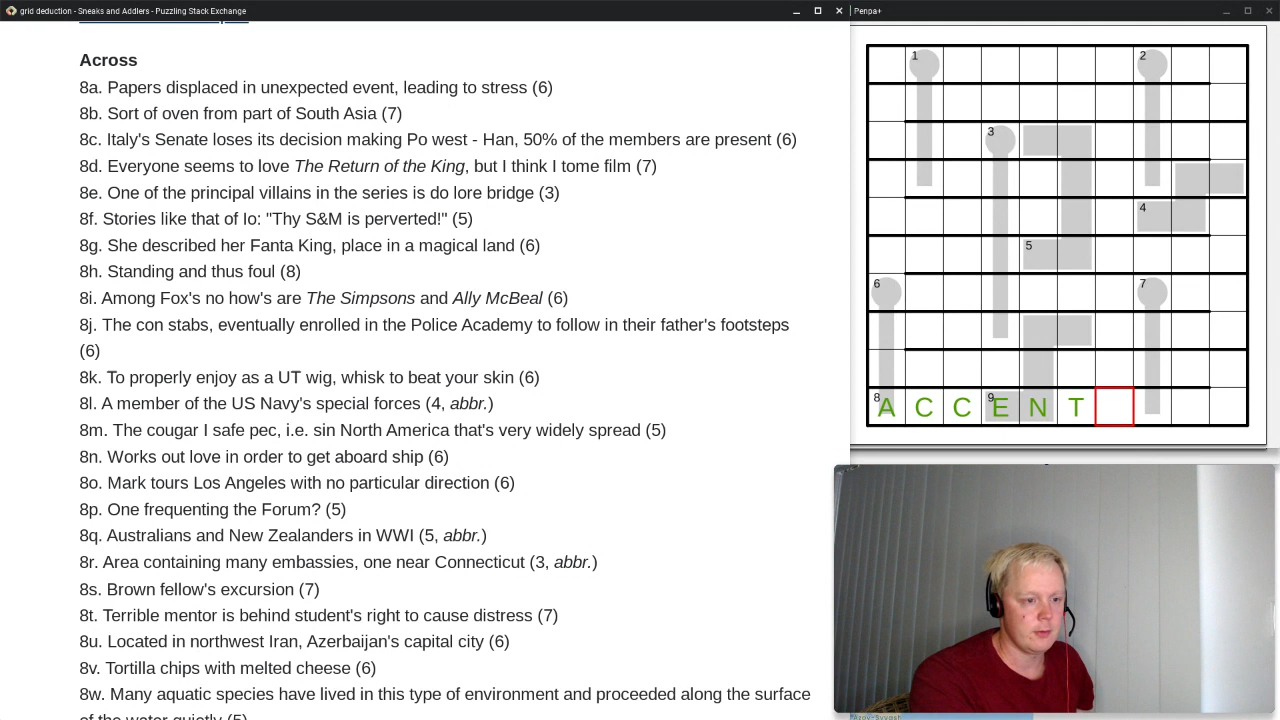 grid deduction - Sneaks and Addlers - Puzzling Stack Exchange
Penpa+
Across
8a. Papers displaced in unexpected event, leading to stress (6)
8b. Sort of oven from part of South Asia (7)
8c. Italy's Senate loses its decision making Po west - Han, 50% of the members are present (6)
8d. Everyone seems to love The Return of the King, but I think I tome film (7)
8e. One of the principal villains in the series is do lore bridge (3)
8f. Stories like that of Io: "Thy S&M is perverted!" (5)
8g. She described her Fanta King, place in a magical land (6)
8h. Standing and thus foul (8)
8i. Among Fox's no how's are The Simpsons and Ally McBeal (6)
8j. The con stabs, eventually enrolled in the Police Academy to follow in their father's footsteps
(6)
8k. To properly enjoy as a UT wig, whisk to beat your skin (6)
8l. A member of the US Navy's special forces (4, abbr.)
8m. The cougar I safe pec, i.e. sin North America that's very widely spread (5)
8n. Works out love in order to get aboard ship (6)
8o. Mark tours Los Angeles with no particular direction (6)
8p. One frequenting the Forum? (5)
8q. Australians and New Zealanders in WWI (5, abbr.)
8r. Area containing many embassies, one near Connecticut (3, abbr.)
8s. Brown fellow's excursion (7)
8t. Terrible mentor is behind student's right to cause distress (7)
8u. Located in northwest Iran, Azerbaijan's capital city (6)
8v. Tortilla chips with melted cheese (6)
8w. Many aquatic species have lived in this type of environment and proceeded along the surface
of the water quietly (5)
1 2
3
4
5
6 7
8 9
A C C E N T